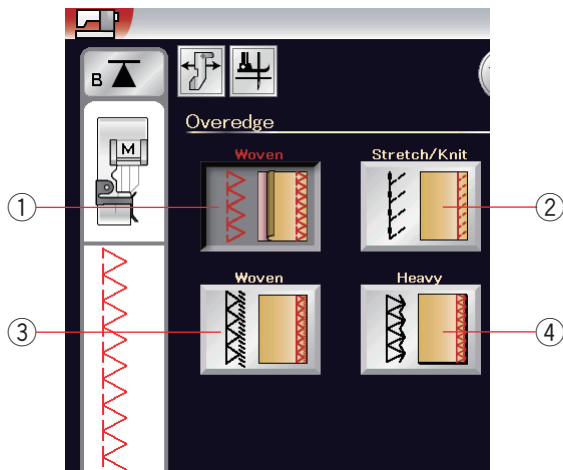 B
M
Overedge
Woven
Stretch/Knit
① ②
Woven
Heavy
③ ④